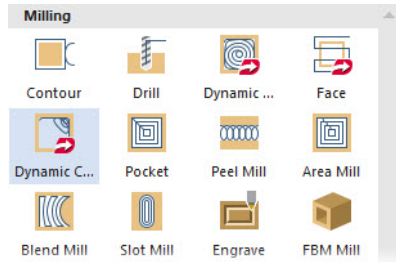 Milling
Contour Drill Dynamic ... Face
Dynamic C... Pocket Peel Mill Area Mill
Blend Mill Slot Mill Engrave FBM Mill